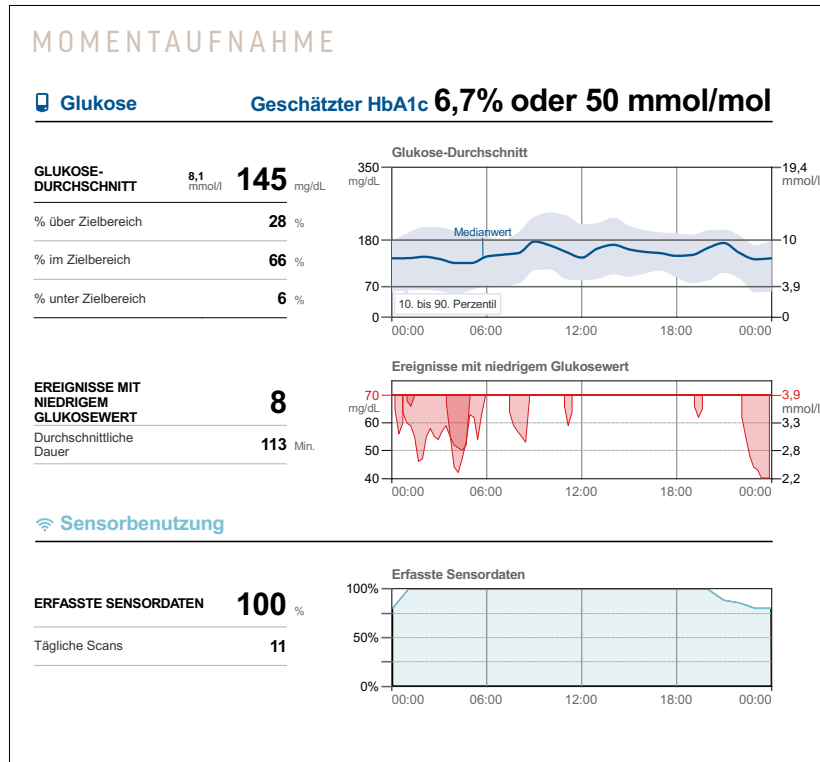 MOMENTAUFNAHME
Glukose
Geschätzter HbA1c 6,7% oder 50 mmol/mol
GLUKOSE-
DURCHSCHNITT
8,1
mmol/l
145 mg/dL
% über Zielbereich 28 %
% im Zielbereich 66 %
% unter Zielbereich 6 %
Glukose-Durchschnitt
350
mg/dL
180
70
0
19,4
mmol/l
10
3,9
0
Medianwert
10. bis 90. Perzentil
00:00 06:00 12:00 18:00 00:00
EREIGNISSE MIT
NIEDRIGEM
GLUKOSEWERT
8
Durchschnittliche
Dauer
113 Min.
Ereignisse mit niedrigem Glukosewert
70
mg/dL
60
50
40
3,9
mmol/l
3,3
2,8
2,2
00:00 06:00 12:00 18:00 00:00
Sensorbenutzung
ERFASSTE SENSORDATEN 100 %
Tägliche Scans 11
Erfasste Sensordaten
100%
50%
0%
00:00 06:00 12:00 18:00 00:00